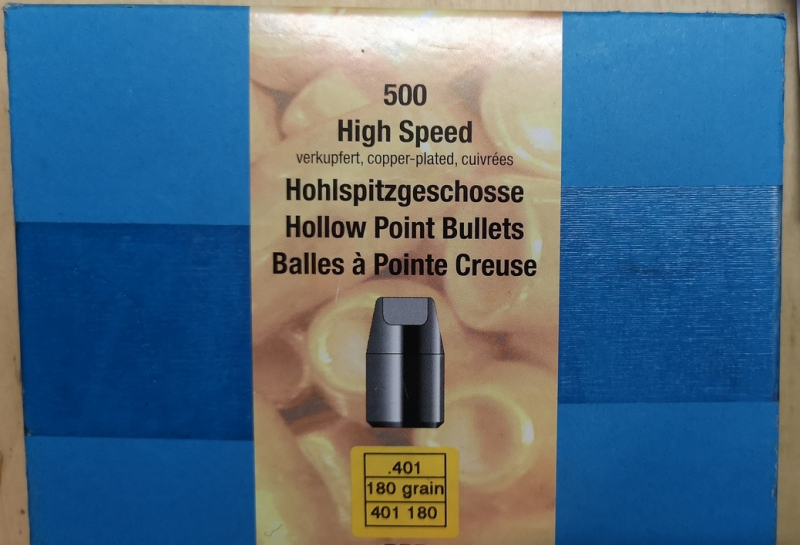 500
High Speed
verkupfert, copper-plated, cuivrées
Hohlspitzgeschosse
Hollow Point Bullets
Balles à Pointe Creuse
.401
180 grain
401 180